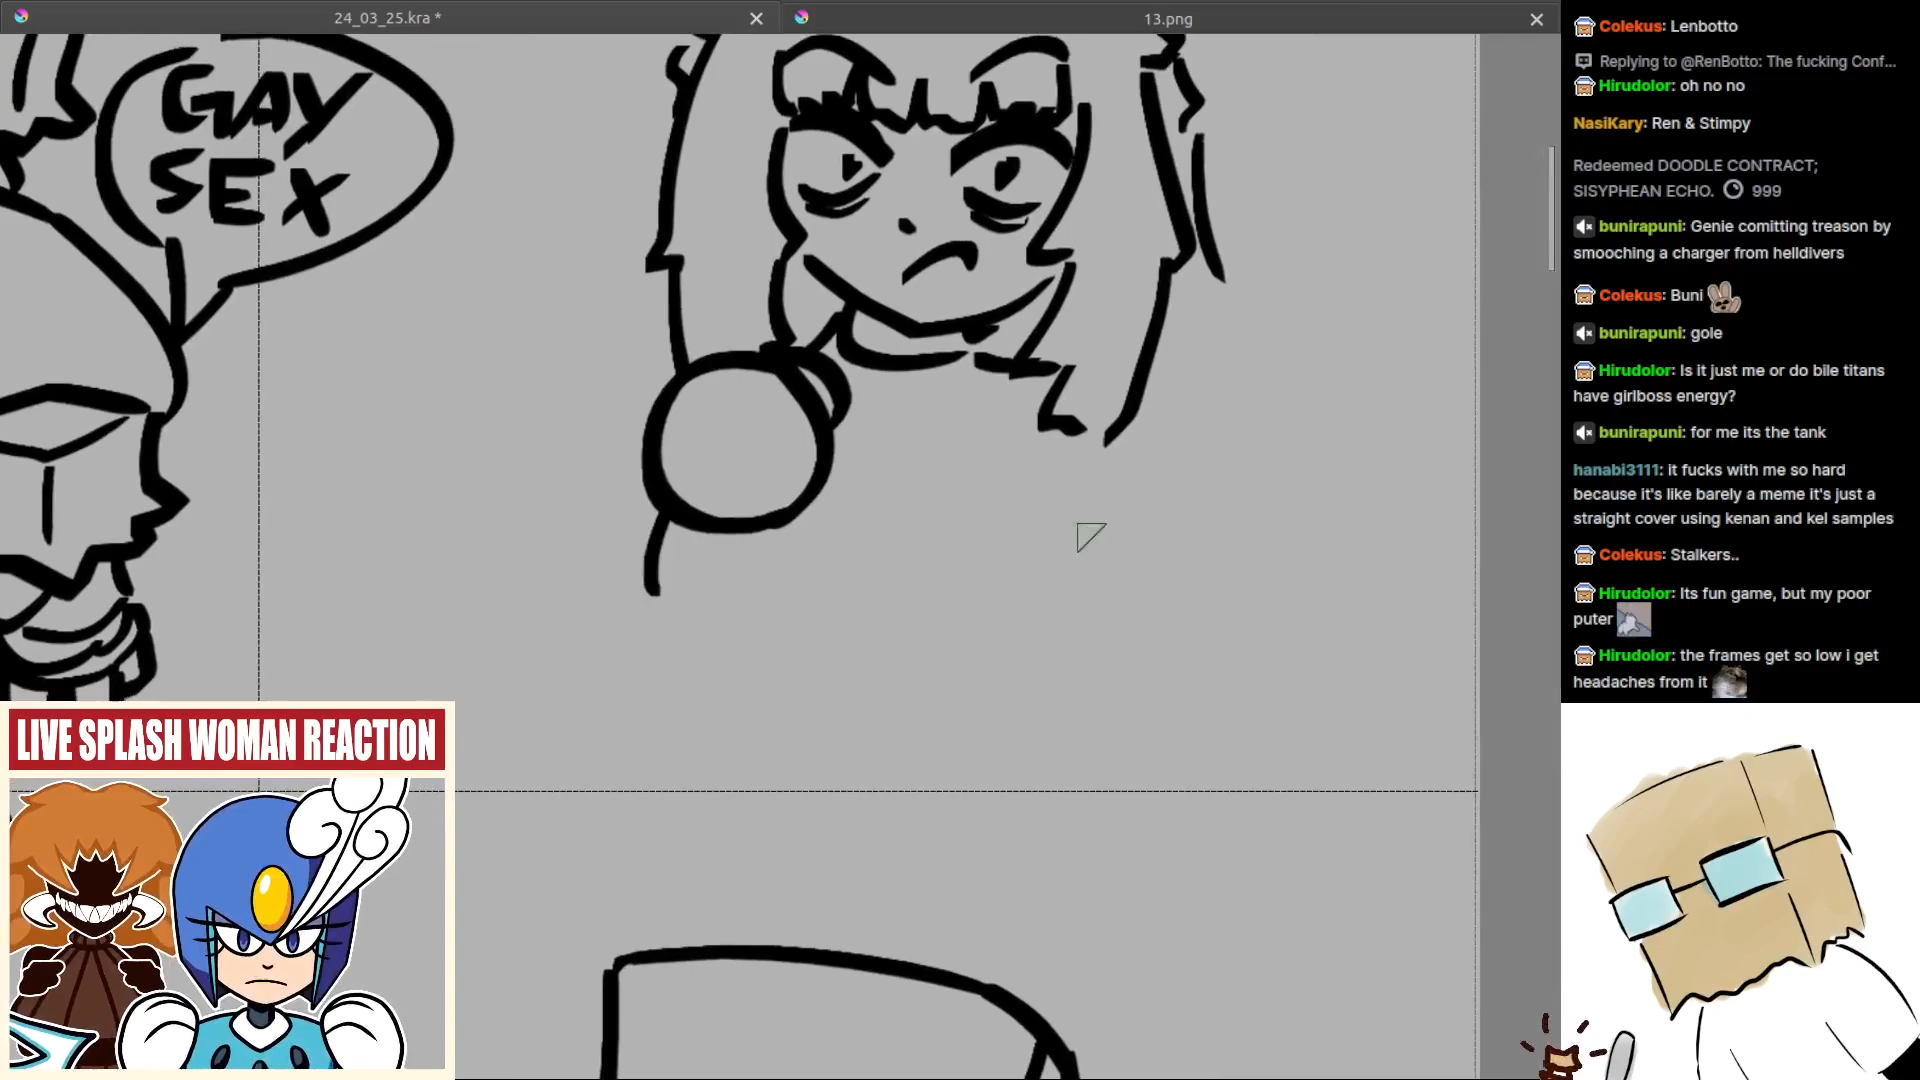 24_03_25.kra *
13.png
GAY
SEX
LIVE SPLASH WOMAN REACTION
Colekus: Lenbotto
Replying to @RenBotto: The fucking Conf...
Hirudolor: oh no no
NasiKary: Ren & Stimpy
Redeemed DOODLE CONTRACT;
SISYPHEAN ECHO. 999
bunirapuni: Genie comitting treason by
smooching a charger from helldivers
Colekus: Buni
bunirapuni: gole
Hirudolor: Is it just me or do bile titans
have girlboss energy?
bunirapuni: for me its the tank
hanabi3111: it fucks with me so hard
because it's like barely a meme it's just a
straight cover using kenan and kel samples
Colekus: Stalkers..
Hirudolor: Its fun game, but my poor
puter
Hirudolor: the frames get so low i get
headaches from it